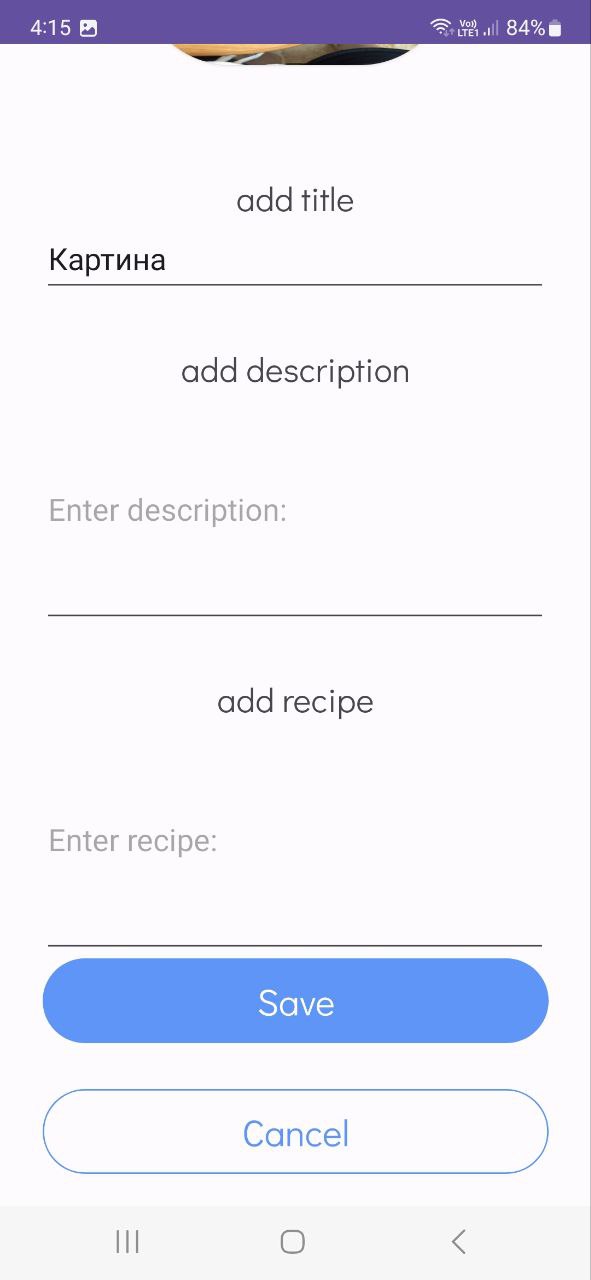 4:15 Vo)) LTE1 84%
add title
Картина
add description
Enter description:
add recipe
Enter recipe:
Save
Cancel